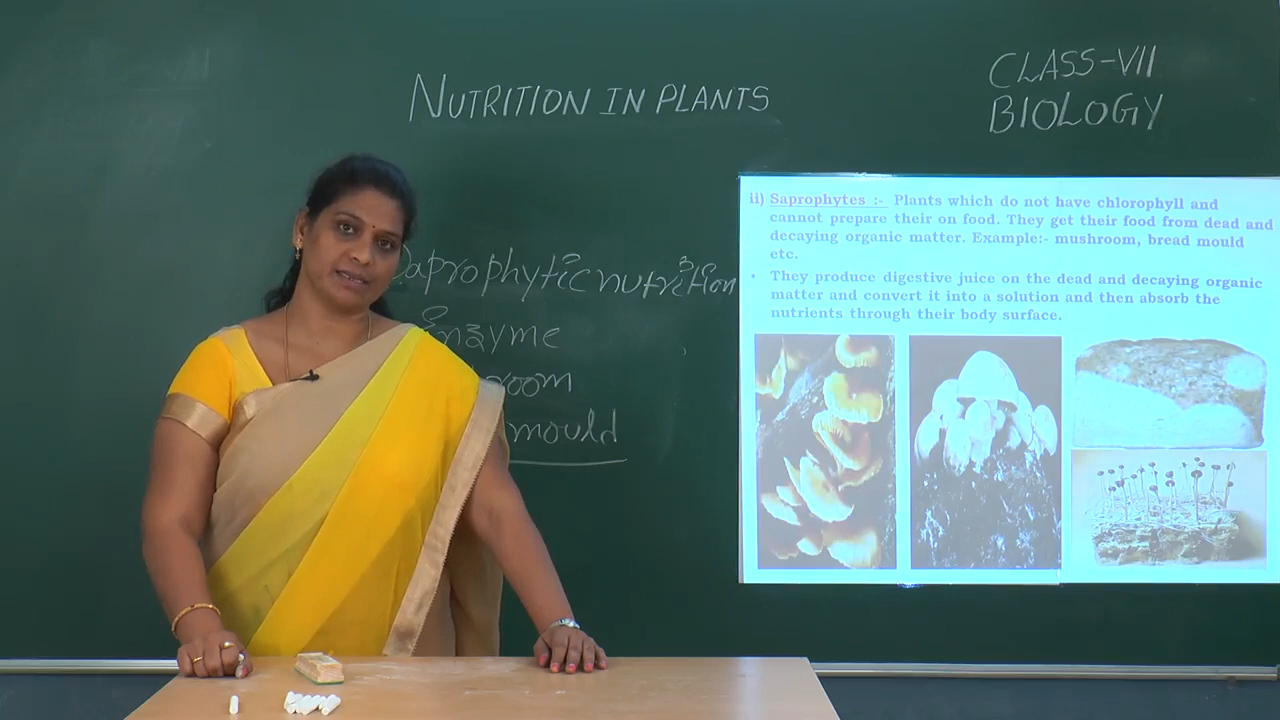 NUTRITION IN PLANTS
CLASS-VII
BIOLOGY
Saprophytic nutrition
Enzyme
room
mould
ii) Saprophytes :- Plants which do not have chlorophyll and
cannot prepare their on food. They get their food from dead and
decaying organic matter. Example:- mushroom, bread mould
etc.
• They produce digestive juice on the dead and decaying organic
matter and convert it into a solution and then absorb the
nutrients through their body surface.